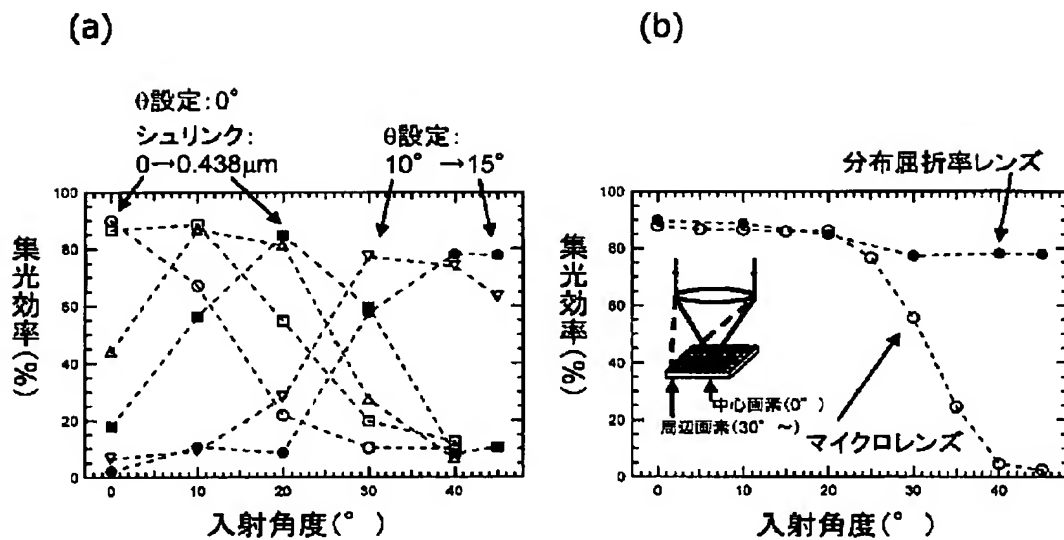 (a)
θ設定:0°
シュリンク:
0→0.438μm
θ設定:
10° →15°
100
80
60
40
20
0
集光効率(%)
0 10 20 30 40
入射角度(°)
(b)
分布屈折率レンズ
100
80
60
40
20
0
集光効率(%)
中心画素(0°)
周辺画素(30°～)
マイクロレンズ
0 10 20 30 40
入射角度(°)